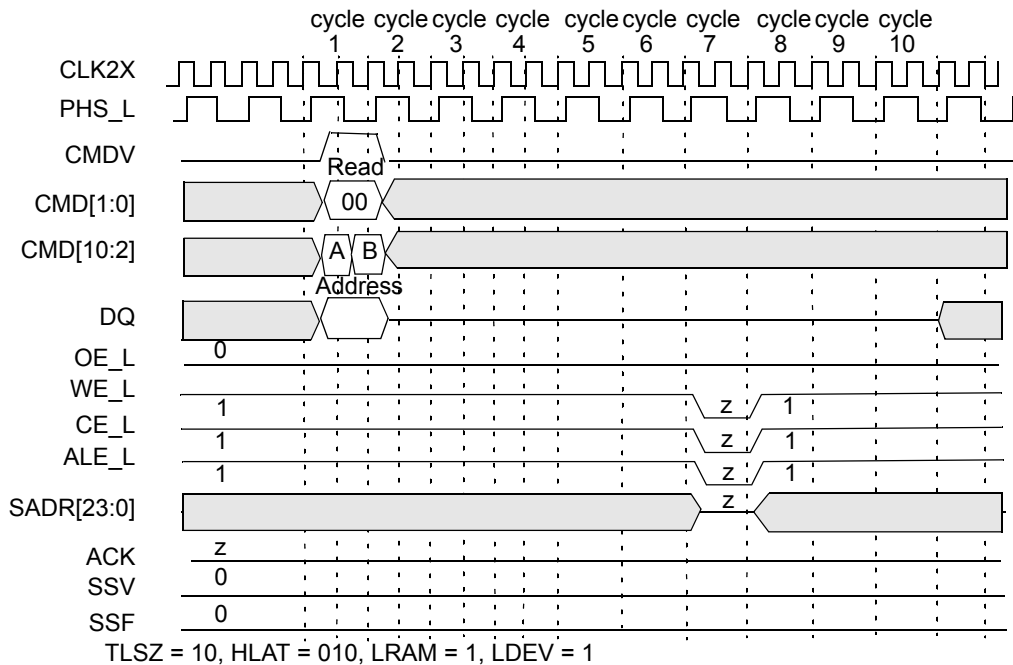 cycle cycle cycle cycle cycle cycle cycle cycle cycle cycle
1 2 3 4 5 6 7 8 9 10
CLK2X
PHS_L
CMDV
Read
CMD[1:0] 00
CMD[10:2] A B
Address
DQ
OE_L 0
WE_L 1 z 1
CE_L 1 z 1
ALE_L 1 z 1
SADR[23:0] z
ACK z
SSV 0
SSF 0
TLSZ = 10, HLAT = 010, LRAM = 1, LDEV = 1